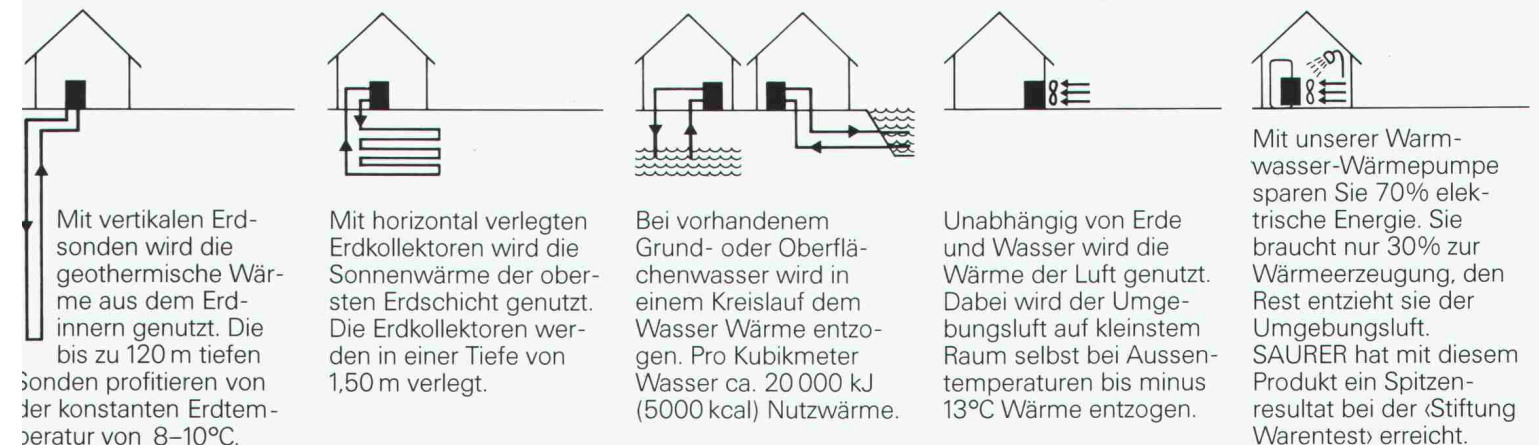 Mit vertikalen Erd-
sonden wird die
geothermische Wär-
me aus dem Erd-
innern genutzt. Die
bis zu 120 m tiefen
Sonden profitieren von
der konstanten Erdtem-
peratur von 8–10°C.
Mit horizontal verlegten
Erdkollektoren wird die
Sonnenwärme der ober-
sten Erdschicht genutzt.
Die Erdkollektoren wer-
den in einer Tiefe von
1,50 m verlegt.
Bei vorhandenem
Grund- oder Oberflä-
chenwasser wird in
einem Kreislauf dem
Wasser Wärme entzo-
gen. Pro Kubikmeter
Wasser ca. 20 000 kJ
(5000 kcal) Nutzwärme.
Unabhängig von Erde
und Wasser wird die
Wärme der Luft genutzt.
Dabei wird der Umge-
bungsluft auf kleinstem
Raum selbst bei Aussen-
temperaturen bis minus
13°C Wärme entzogen.
Mit unserer Warm-
wasser-Wärmepumpe
sparen Sie 70% elek-
trische Energie. Sie
braucht nur 30% zur
Wärmeerzeugung, den
Rest entzieht sie der
Umgebungsluft.
SAURER hat mit diesem
Produkt ein Spitzen-
resultat bei der ‹Stiftung
Warentest› erreicht.